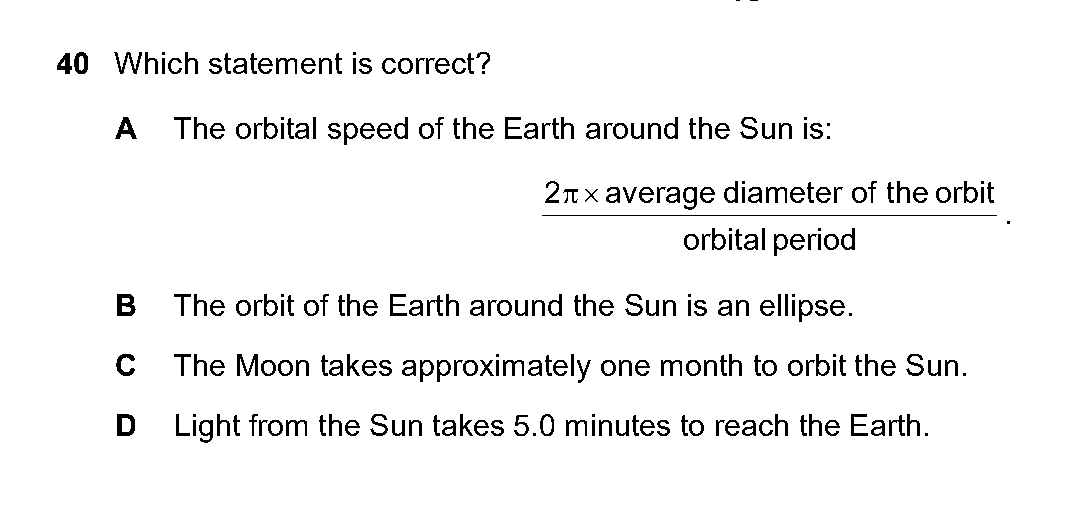 40 Which statement is correct?
A The orbital speed of the Earth around the Sun is:
2π × average diameter of the orbit
orbital period .
B The orbit of the Earth around the Sun is an ellipse.
C The Moon takes approximately one month to orbit the Sun.
D Light from the Sun takes 5.0 minutes to reach the Earth.